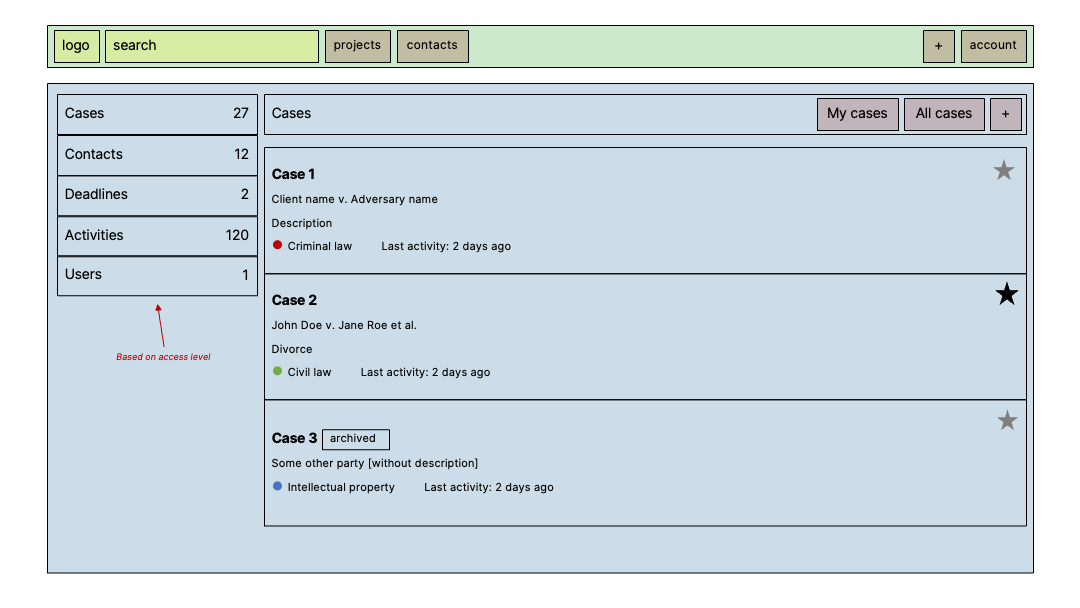 logo search projects contacts + account
Cases 27
Contacts 12
Deadlines 2
Activities 120
Users 1
Based on access level
Cases My cases All cases +
Case 1
Client name v. Adversary name
Description
Criminal law Last activity: 2 days ago
Case 2
John Doe v. Jane Roe et al.
Divorce
Civil law Last activity: 2 days ago
Case 3 archived
Some other party [without description]
Intellectual property Last activity: 2 days ago